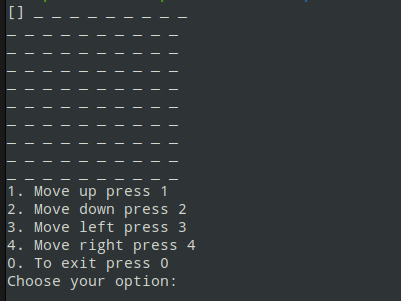 [] _ _ _ _ _ _ _ _ _
_ _ _ _ _ _ _ _ _ _
_ _ _ _ _ _ _ _ _ _
_ _ _ _ _ _ _ _ _ _
_ _ _ _ _ _ _ _ _ _
_ _ _ _ _ _ _ _ _ _
_ _ _ _ _ _ _ _ _ _
_ _ _ _ _ _ _ _ _ _
_ _ _ _ _ _ _ _ _ _
_ _ _ _ _ _ _ _ _ _
1. Move up press 1
2. Move down press 2
3. Move left press 3
4. Move right press 4
0. To exit press 0
Choose your option: